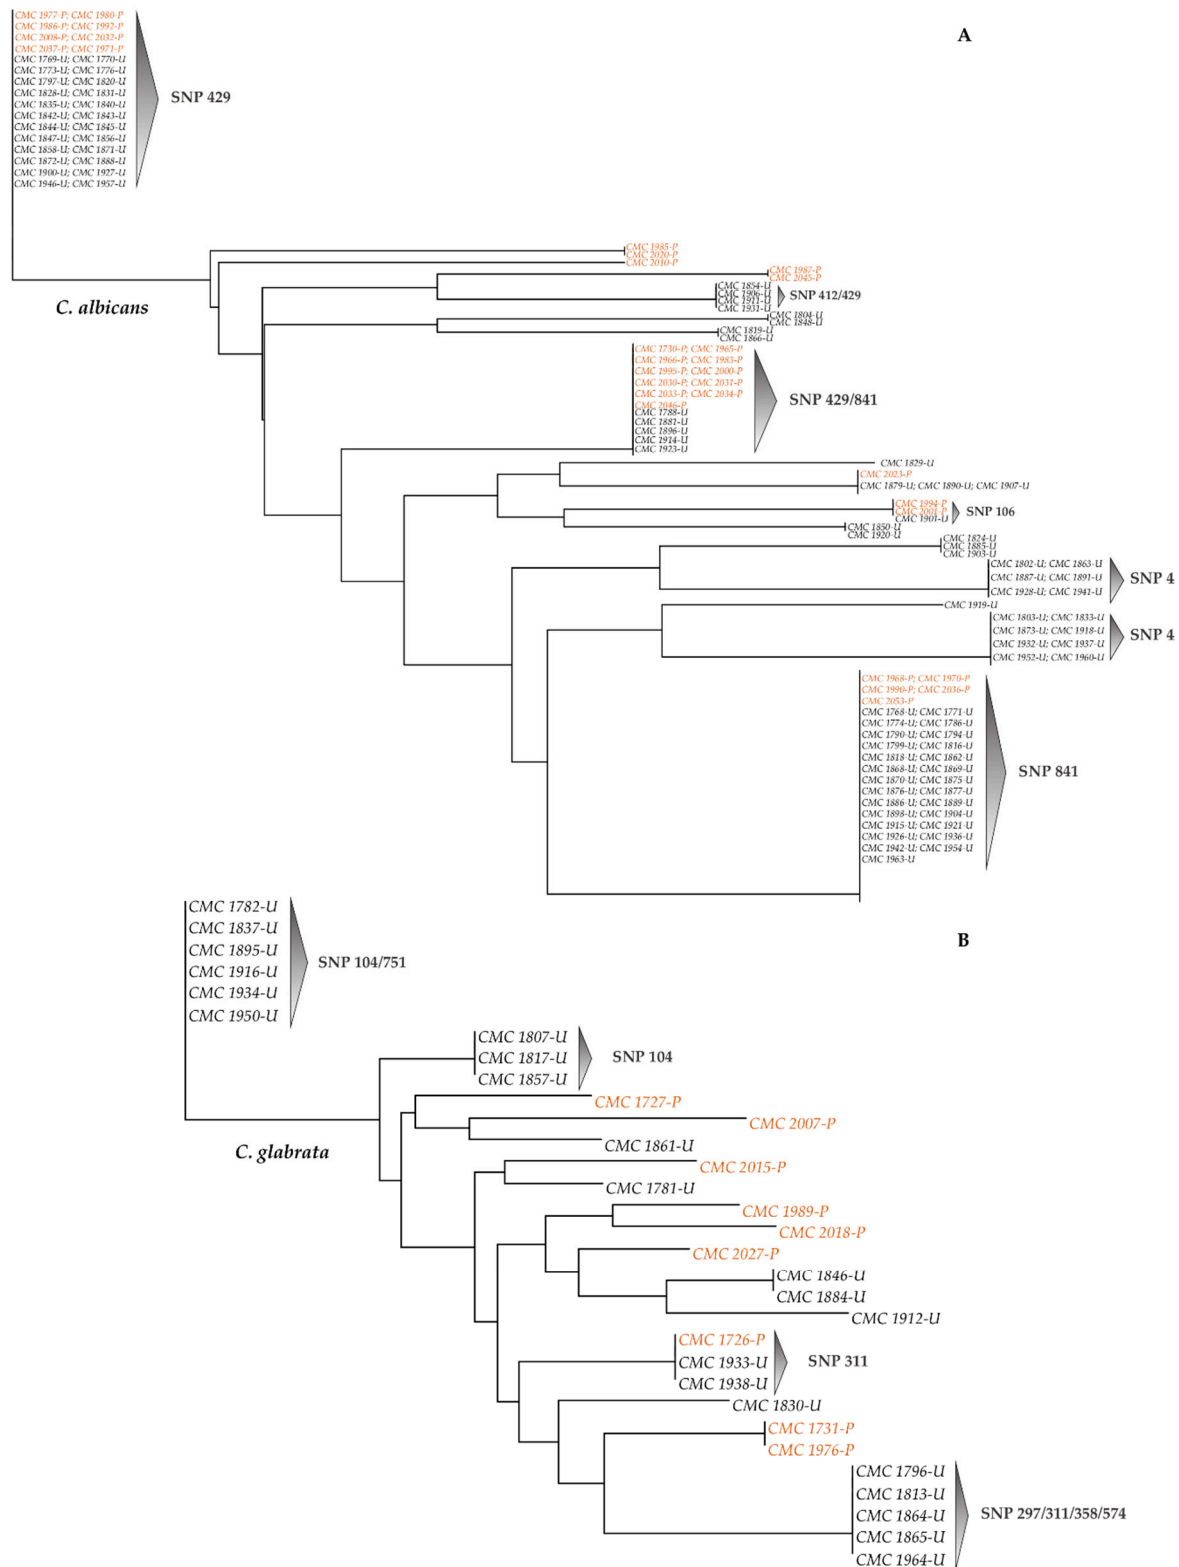 A
CMC 1977-P; CMC 1980-P
CMC 1986-P; CMC 1992-P
CMC 2008-P; CMC 2032-P
CMC 2037-P; CMC 1971-P
CMC 1769-U; CMC 1770-U
CMC 1773-U; CMC 1776-U
CMC 1797-U; CMC 1820-U
CMC 1828-U; CMC 1831-U
CMC 1835-U; CMC 1840-U
CMC 1842-U; CMC 1843-U
CMC 1844-U; CMC 1845-U
CMC 1847-U; CMC 1856-U
CMC 1858-U; CMC 1871-U
CMC 1872-U; CMC 1888-U
CMC 1900-U; CMC 1927-U
CMC 1946-U; CMC 1957-U
SNP 429
CMC 1985-P
CMC 2020-P
CMC 2010-P
CMC 1987-P
CMC 2045-P
C. albicans
CMC 1854-U
CMC 1906-U
CMC 1911-U
CMC 1931-U
SNP 412/429
CMC 1804-U
CMC 1848-U
CMC 1819-U
CMC 1866-U
CMC 1730-P; CMC 1965-P
CMC 1966-P; CMC 1983-P
CMC 1995-P; CMC 2000-P
CMC 2030-P; CMC 2031-P
CMC 2033-P; CMC 2034-P
CMC 2046-P
CMC 1788-U
CMC 1881-U
CMC 1896-U
CMC 1914-U
CMC 1923-U
SNP 429/841
CMC 1829-U
CMC 2023-P
CMC 1879-U; CMC 1890-U; CMC 1907-U
CMC 1994-P
CMC 2001-P
CMC 1901-U
SNP 106
CMC 1850-U
CMC 1920-U
CMC 1824-U
CMC 1885-U
CMC 1903-U
CMC 1802-U; CMC 1863-U
CMC 1887-U; CMC 1891-U
CMC 1928-U; CMC 1941-U
SNP 4
CMC 1919-U
CMC 1803-U; CMC 1833-U
CMC 1873-U; CMC 1918-U
CMC 1932-U; CMC 1937-U
CMC 1952-U; CMC 1960-U
SNP 4
CMC 1968-P; CMC 1970-P
CMC 1990-P; CMC 2036-P
CMC 2053-P
CMC 1768-U; CMC 1771-U
CMC 1774-U; CMC 1786-U
CMC 1790-U; CMC 1794-U
CMC 1799-U; CMC 1816-U
CMC 1818-U; CMC 1862-U
CMC 1868-U; CMC 1869-U
CMC 1870-U; CMC 1875-U
CMC 1876-U; CMC 1877-U
CMC 1886-U; CMC 1889-U
CMC 1898-U; CMC 1904-U
CMC 1915-U; CMC 1921-U
CMC 1926-U; CMC 1936-U
CMC 1942-U; CMC 1954-U
CMC 1963-U
SNP 841
B
CMC 1782-U
CMC 1837-U
CMC 1895-U
CMC 1916-U
CMC 1934-U
CMC 1950-U
SNP 104/751
CMC 1807-U
CMC 1817-U
CMC 1857-U
SNP 104
CMC 1727-P
CMC 2007-P
CMC 1861-U
C. glabrata
CMC 2015-P
CMC 1781-U
CMC 1989-P
CMC 2018-P
CMC 2027-P
CMC 1846-U
CMC 1884-U
CMC 1912-U
CMC 1726-P
CMC 1933-U
CMC 1938-U
SNP 311
CMC 1830-U
CMC 1731-P
CMC 1976-P
CMC 1796-U
CMC 1813-U
CMC 1864-U
CMC 1865-U
CMC 1964-U
SNP 297/311/358/574